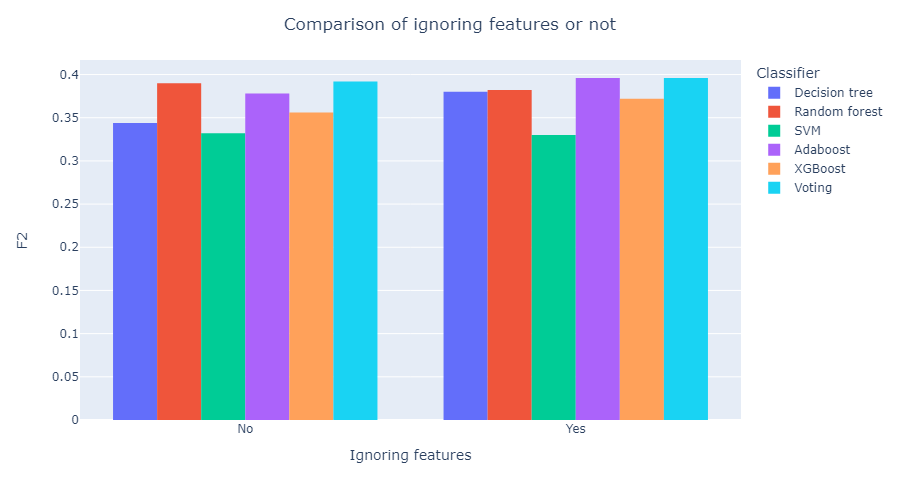 Comparison of ignoring features or not
Classifier
Decision tree
Random forest
SVM
Adaboost
XGBoost
Voting
F2
0.4
0.35
0.3
0.25
0.2
0.15
0.1
0.05
0
No
Yes
Ignoring features